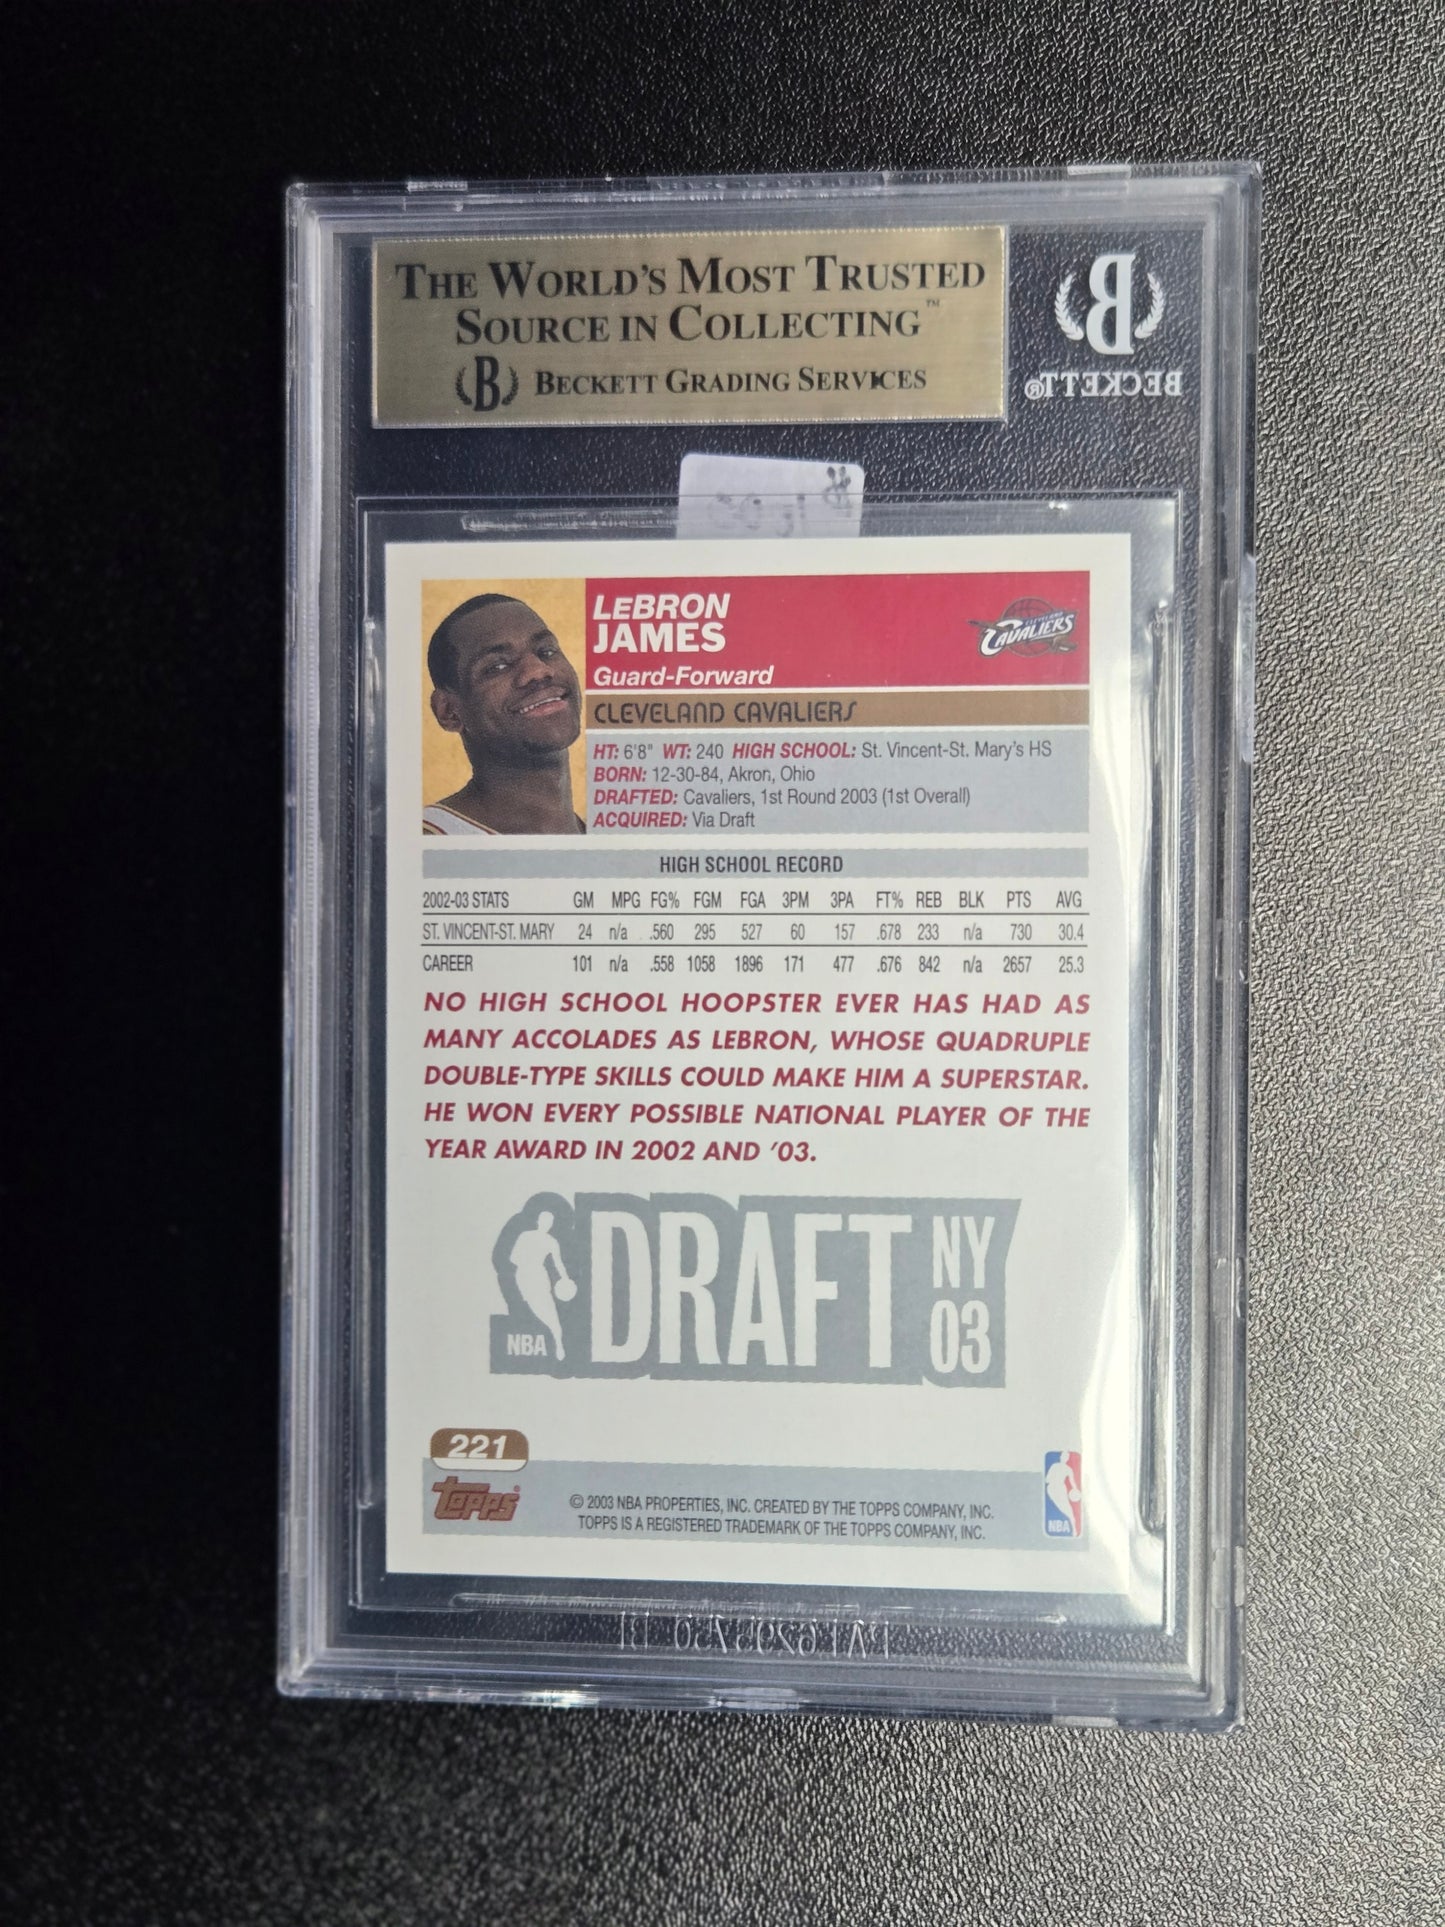 THE WORLD'S MOST TRUSTED
SOURCE IN COLLECTING™
B BECKETT GRADING SERVICES
B
BECKETT®
LEBRON
JAMES
Guard-Forward
CLEVELAND CAVALIERS
CLEVELAND
CAVALIERS
HT: 6'8" WT: 240 HIGH SCHOOL: St. Vincent-St. Mary's HS
BORN: 12-30-84, Akron, Ohio
DRAFTED: Cavaliers, 1st Round 2003 (1st Overall)
ACQUIRED: Via Draft
HIGH SCHOOL RECORD
2002-03 STATS GM MPG FG% FGM FGA 3PM 3PA FT% REB BLK PTS AVG
ST. VINCENT-ST. MARY 24 n/a .560 295 527 60 157 .678 233 n/a 730 30.4
CAREER 101 n/a .558 1058 1896 171 477 .676 842 n/a 2657 25.3
NO HIGH SCHOOL HOOPSTER EVER HAS HAD AS
MANY ACCOLADES AS LEBRON, WHOSE QUADRUPLE
DOUBLE-TYPE SKILLS COULD MAKE HIM A SUPERSTAR.
HE WON EVERY POSSIBLE NATIONAL PLAYER OF THE
YEAR AWARD IN 2002 AND '03.
NBA DRAFT NY
03
221
Topps®
© 2003 NBA PROPERTIES, INC. CREATED BY THE TOPPS COMPANY, INC.
TOPPS IS A REGISTERED TRADEMARK OF THE TOPPS COMPANY, INC.
NBA